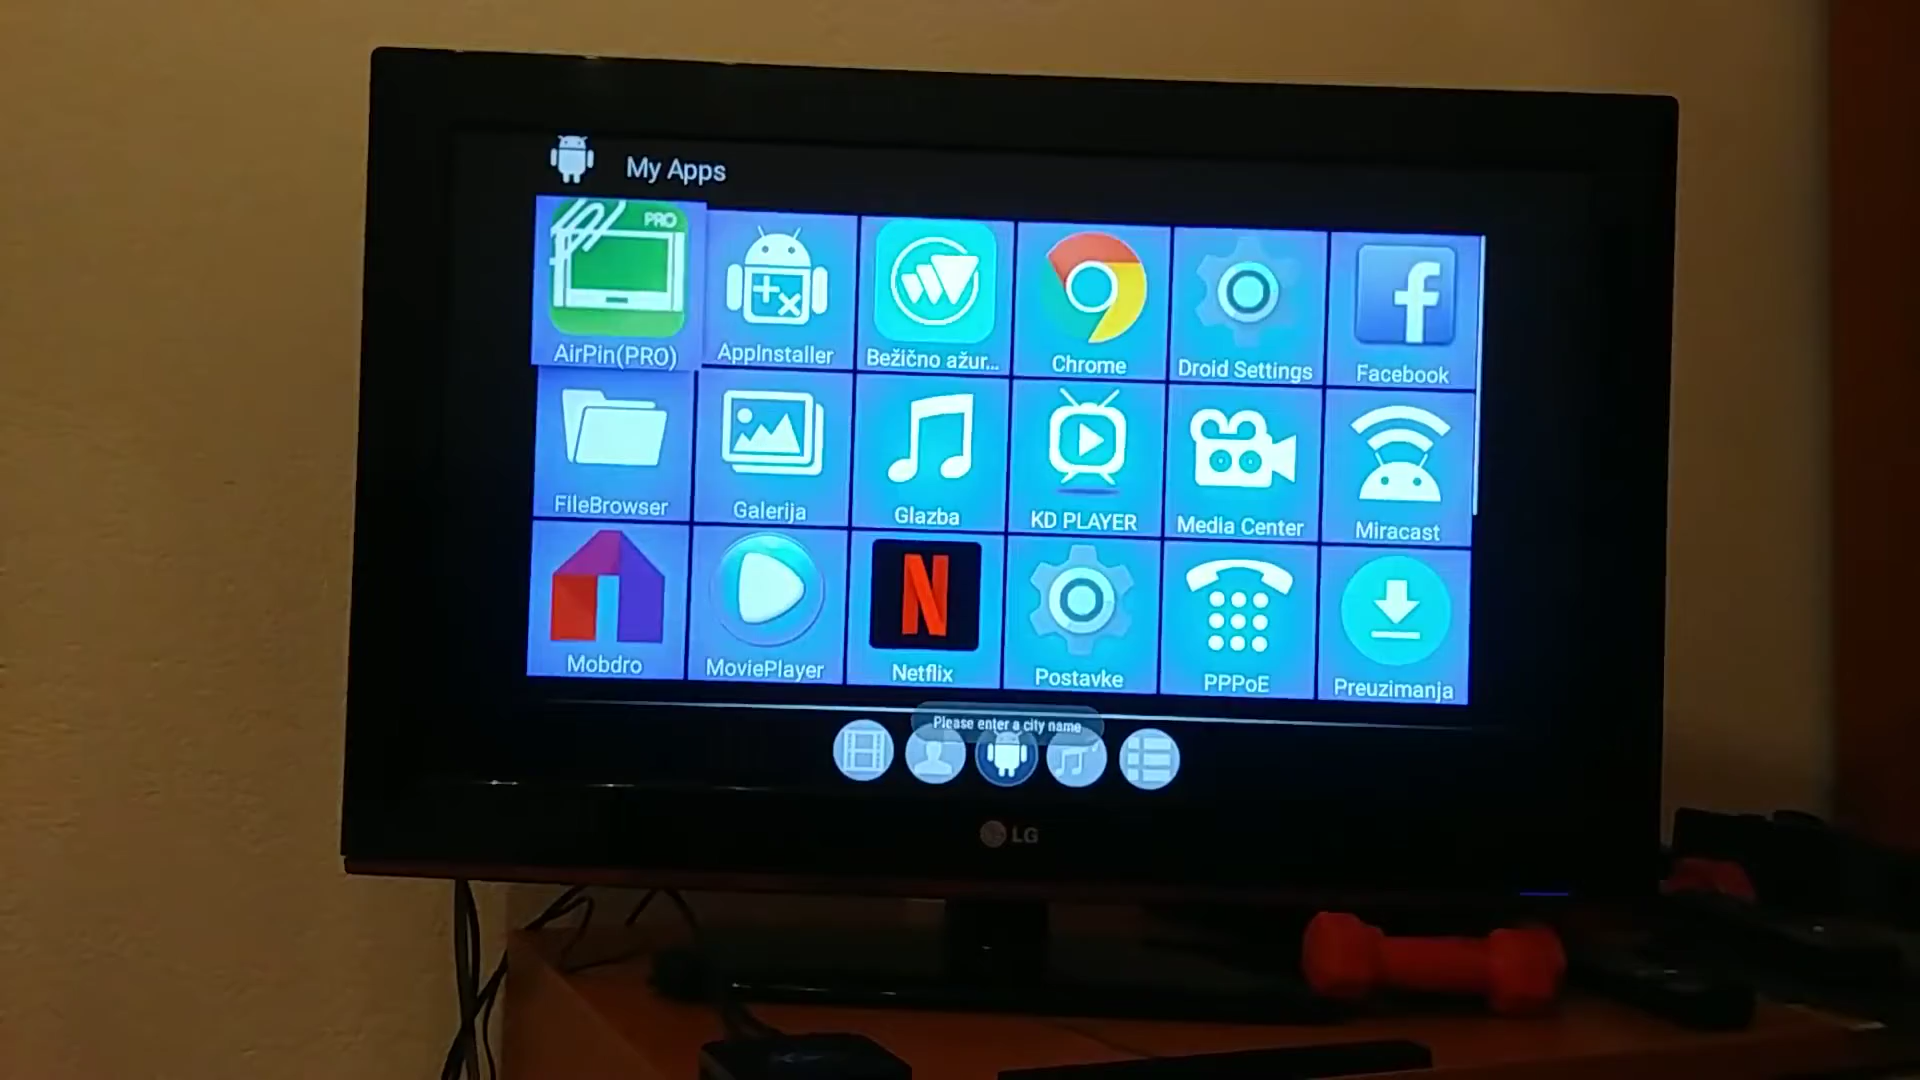 My Apps
PRO
AirPin(PRO)
AppInstaller
Bežično ažur...
Chrome
Droid Settings
Facebook
FileBrowser
Galerija
Glazba
KD PLAYER
Media Center
Miracast
Mobdro
MoviePlayer
Netflix
Postavke
PPPoE
Preuzimanja
Please enter a city name
LG